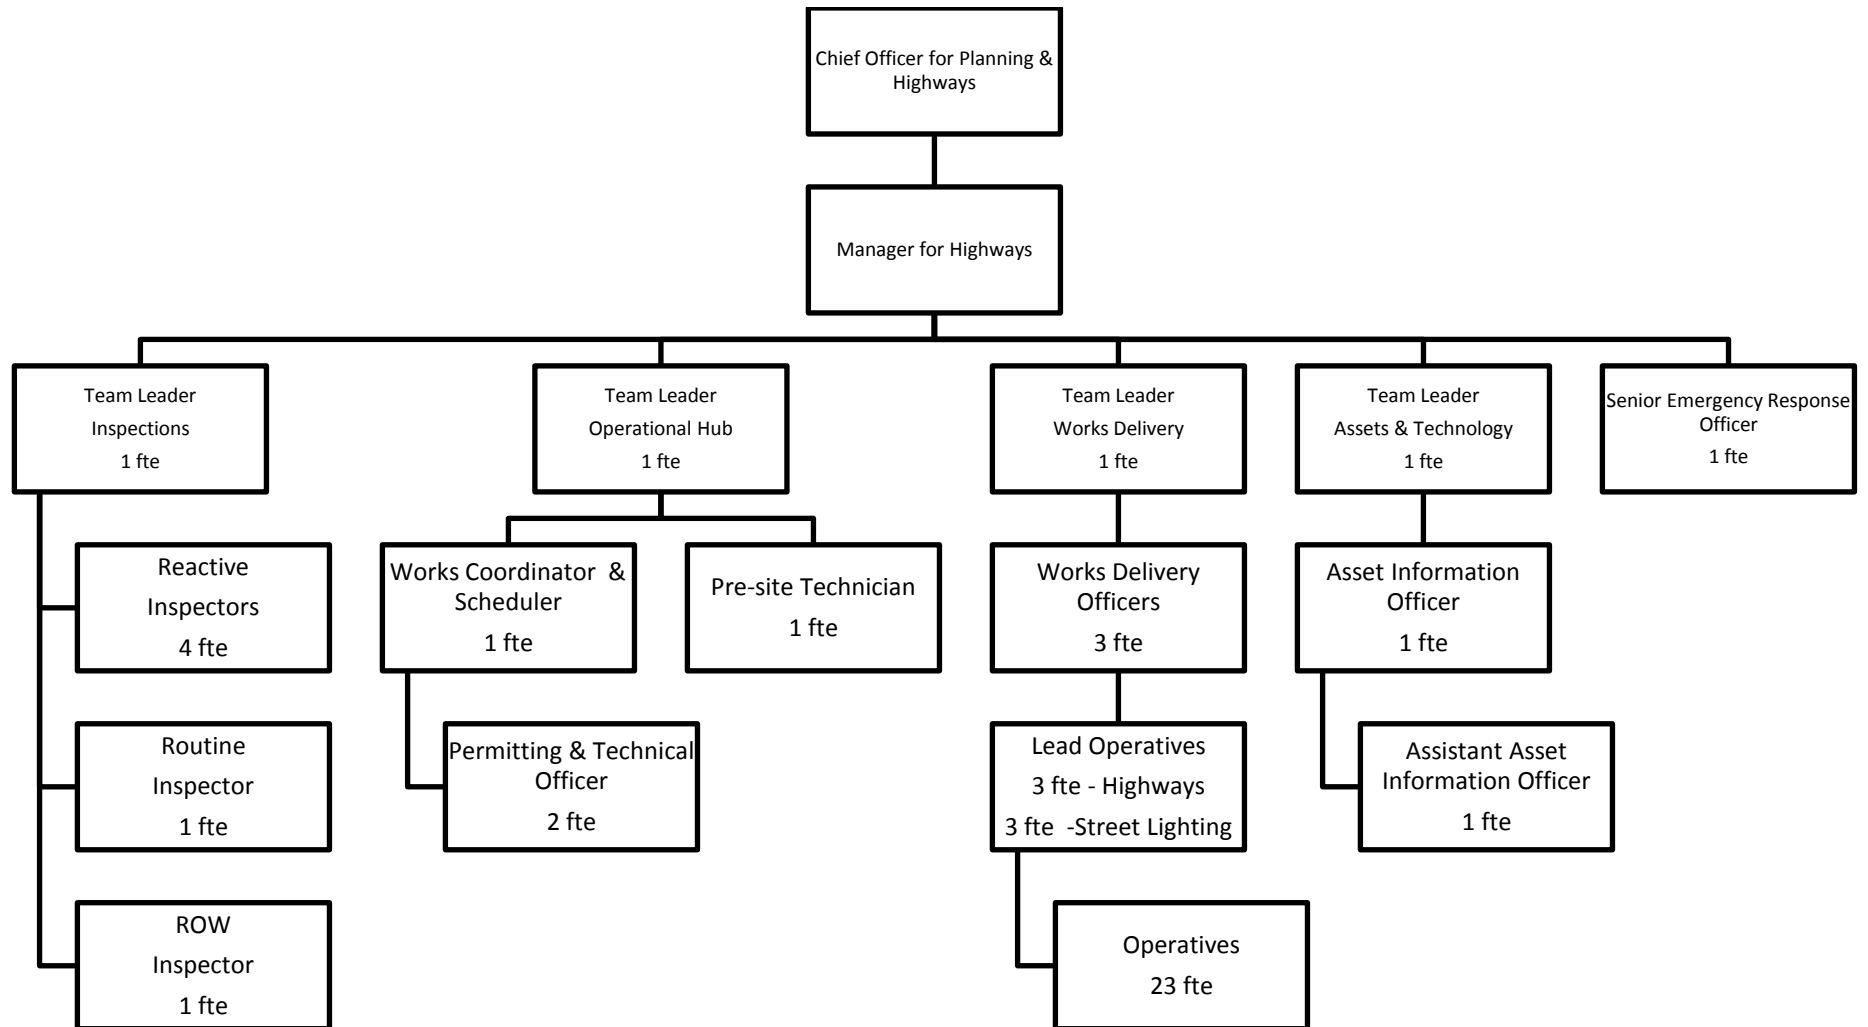 Chief Officer for Planning &
Highways
Manager for Highways
Team Leader
Inspections
1 fte
Team Leader
Operational Hub
1 fte
Team Leader
Works Delivery
1 fte
Team Leader
Assets & Technology
1 fte
Senior Emergency Response
Officer
1 fte
Reactive
Inspectors
4 fte
Works Coordinator  &
Scheduler
1 fte
Pre-site Technician
1 fte
Works Delivery
Officers
3 fte
Asset Information
Officer
1 fte
Routine
Inspector
1 fte
Permitting & Technical
Officer
2 fte
Lead Operatives
3 fte - Highways
3 fte  -Street Lighting
Assistant Asset
Information Officer
1 fte
ROW
Inspector
1 fte
Operatives
23 fte